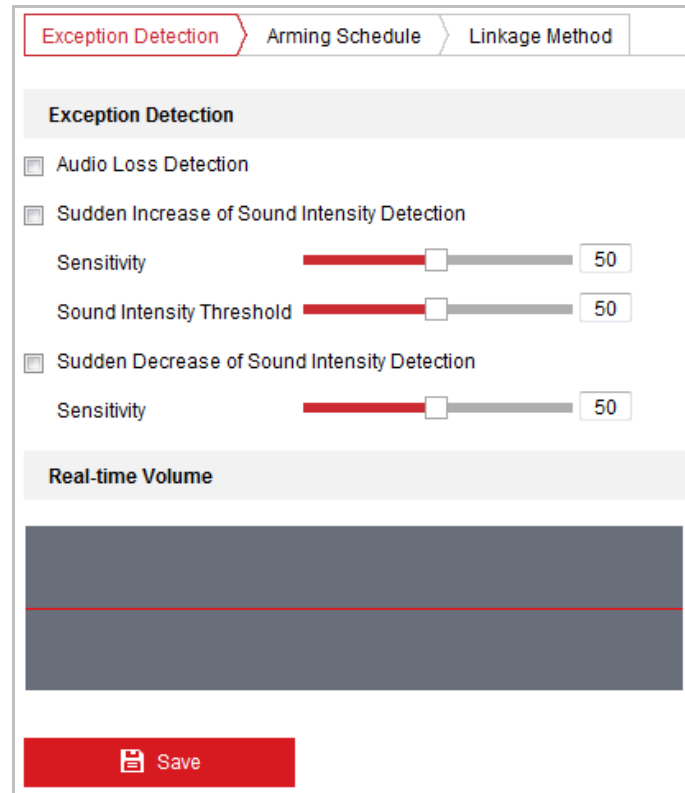 Exception Detection Arming Schedule Linkage Method
Exception Detection
Audio Loss Detection
Sudden Increase of Sound Intensity Detection
Sensitivity 50
Sound Intensity Threshold 50
Sudden Decrease of Sound Intensity Detection
Sensitivity 50
Real-time Volume
Save